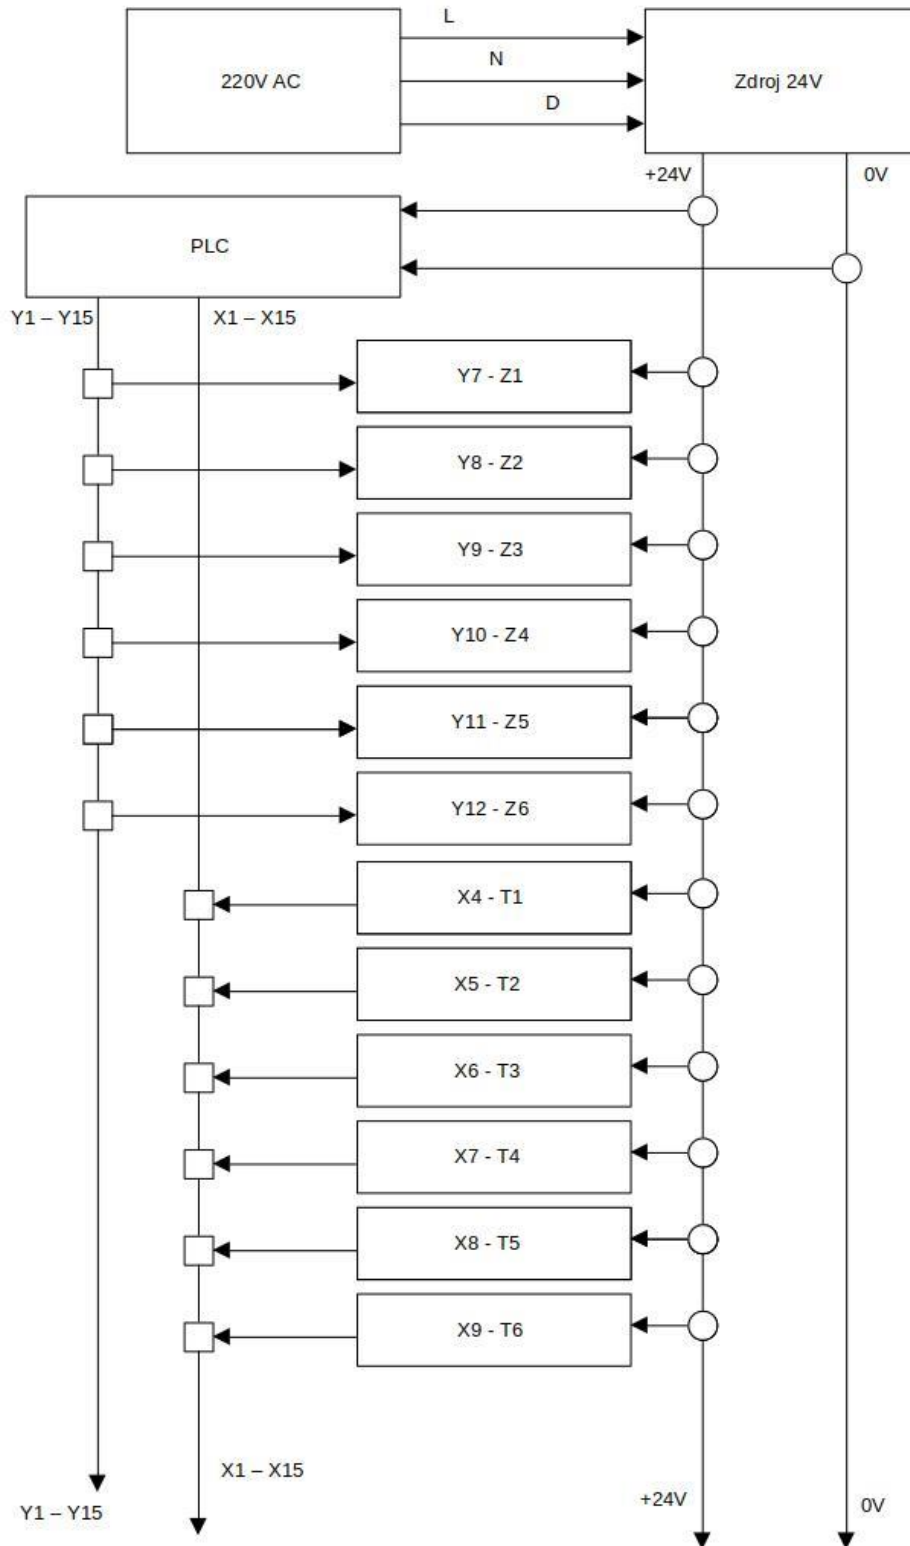 L
220V AC
N
Zdroj 24V
D
+24V
0V
PLC
Y1 – Y15
X1 – X15
Y7 - Z1
Y8 - Z2
Y9 - Z3
Y10 - Z4
Y11 - Z5
Y12 - Z6
X4 - T1
X5 - T2
X6 - T3
X7 - T4
X8 - T5
X9 - T6
X1 – X15
Y1 – Y15
+24V
0V